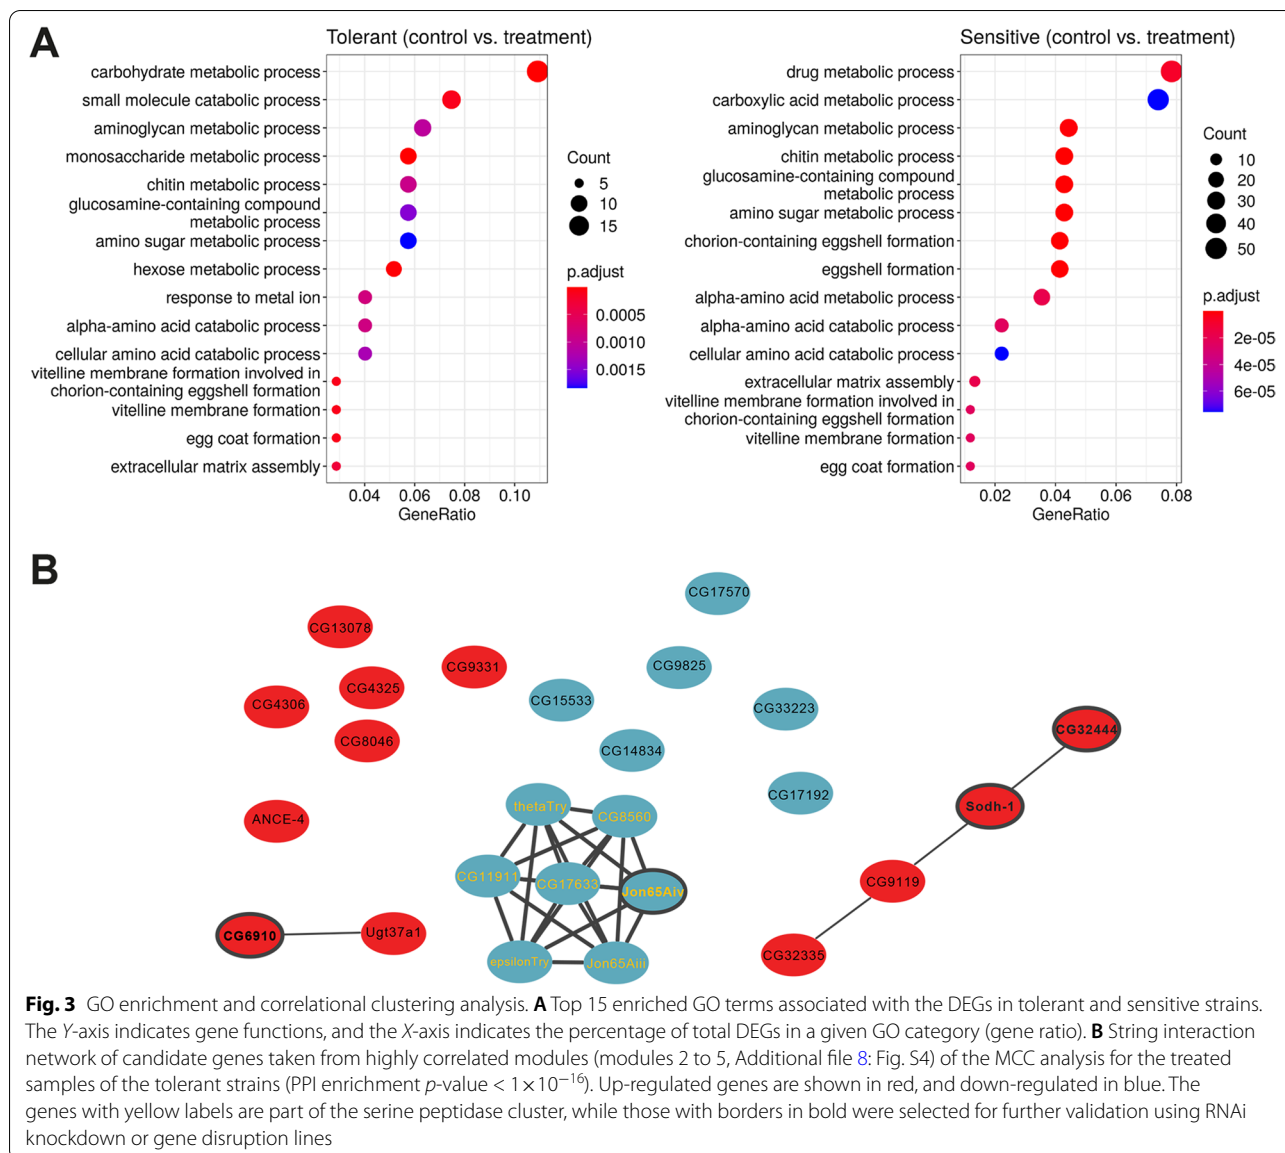 A
Tolerant (control vs. treatment)
carbohydrate metabolic process
small molecule catabolic process
aminoglycan metabolic process
monosaccharide metabolic process
chitin metabolic process
glucosamine-containing compound
metabolic process
amino sugar metabolic process
hexose metabolic process
response to metal ion
alpha-amino acid catabolic process
cellular amino acid catabolic process
vitelline membrane formation involved in
chorion-containing eggshell formation
vitelline membrane formation
egg coat formation
extracellular matrix assembly
0.04 0.06 0.08 0.10
GeneRatio
Count
5
10
15
p.adjust
0.0005
0.0010
0.0015
Sensitive (control vs. treatment)
drug metabolic process
carboxylic acid metabolic process
aminoglycan metabolic process
chitin metabolic process
glucosamine-containing compound
metabolic process
amino sugar metabolic process
chorion-containing eggshell formation
eggshell formation
alpha-amino acid metabolic process
alpha-amino acid catabolic process
cellular amino acid catabolic process
extracellular matrix assembly
vitelline membrane formation involved in
chorion-containing eggshell formation
vitelline membrane formation
egg coat formation
0.02 0.04 0.06 0.08
GeneRatio
Count
10
20
30
40
50
p.adjust
2e-05
4e-05
6e-05
B
CG17570
CG13078
CG9331
CG9825
CG4325
CG4306
CG15533
CG33223
CG8046
CG32444
CG14834
CG17192
thetaTry
Sodh-1
CG8560
ANCE-4
CG11911
CG17633
CG9119
Jon65Aiv
CG6910
Ugt37a1
CG32335
epsilonTry
Jon65Aiii
Fig. 3 GO enrichment and correlational clustering analysis. A Top 15 enriched GO terms associated with the DEGs in tolerant and sensitive strains.
The Y-axis indicates gene functions, and the X-axis indicates the percentage of total DEGs in a given GO category (gene ratio). B String interaction
network of candidate genes taken from highly correlated modules (modules 2 to 5, Additional file 8: Fig. S4) of the MCC analysis for the treated
samples of the tolerant strains (PPI enrichment p-value < 1 × 10⁻¹⁶). Up-regulated genes are shown in red, and down-regulated in blue. The
genes with yellow labels are part of the serine peptidase cluster, while those with borders in bold were selected for further validation using RNAi
knockdown or gene disruption lines